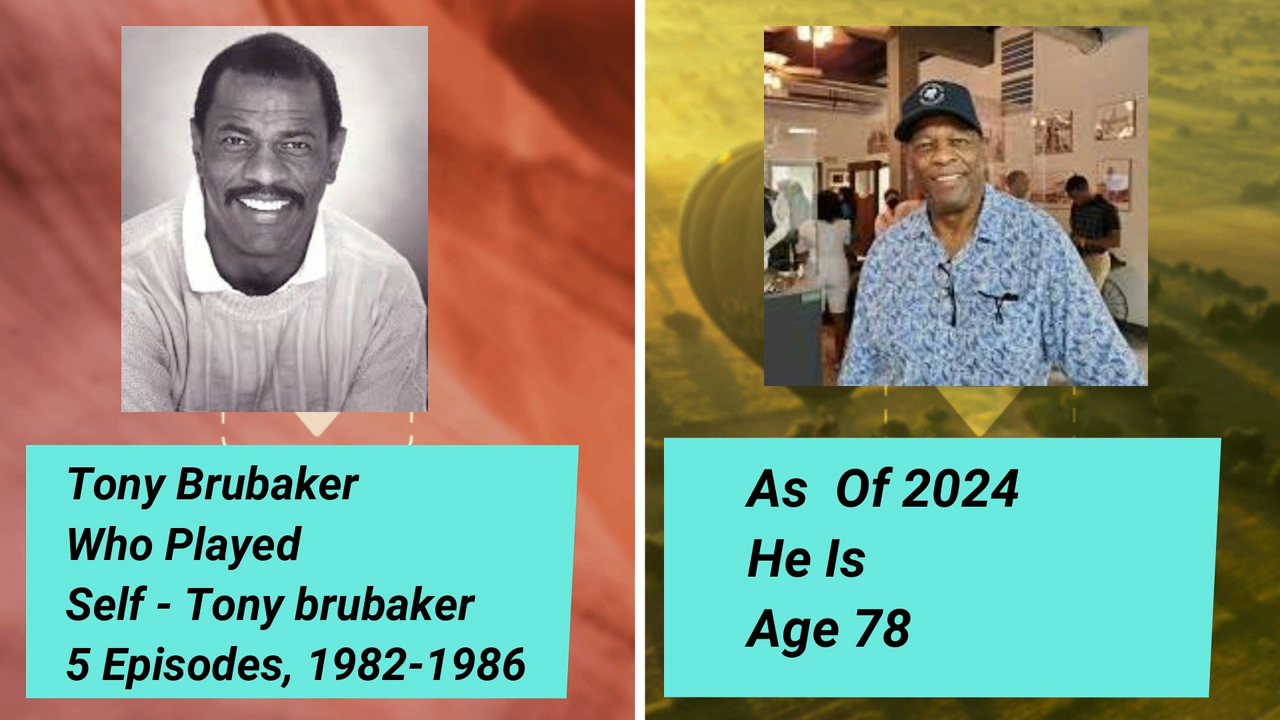 Tony Brubaker
Who Played
Self - Tony brubaker
5 Episodes, 1982-1986
As Of 2024
He Is
Age 78